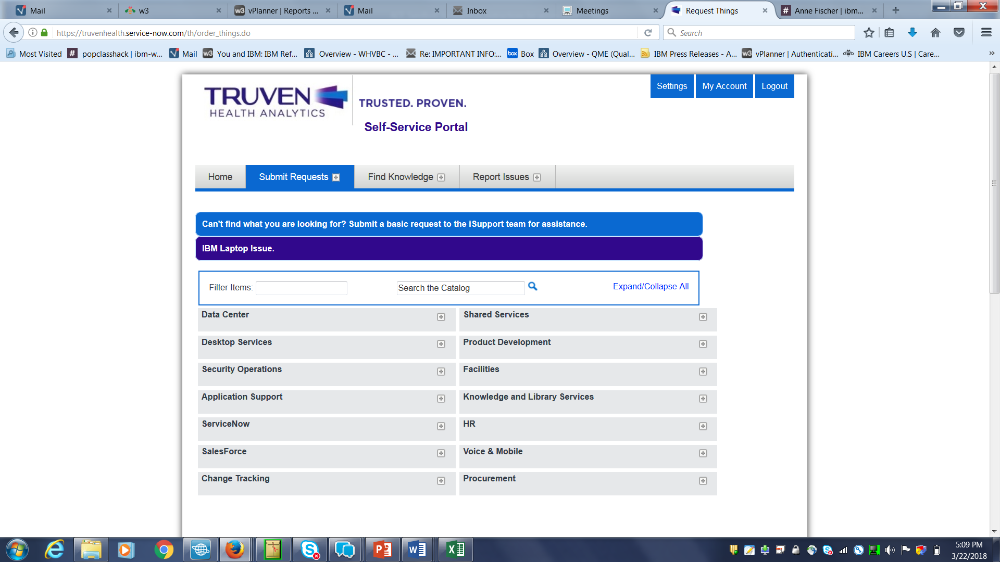 Mail
w3
vPlanner | Reports ...
Mail
Inbox
Meetings
Request Things
Anne Fischer | ibm...
https://truvenhealth.service-now.com/th/order_things.do
Search
Most Visited
popclasshack | ibm-w...
Mail
You and IBM: IBM Ref...
Overview - WHVBC - ...
Re: IMPORTANT INFO:...
Box
Overview - QME (Qual...
IBM Press Releases - A...
vPlanner | Authenticati...
IBM Careers U.S | Care...
TRUVEN
HEALTH ANALYTICS
TRUSTED. PROVEN.
Self-Service Portal
Settings
My Account
Logout
Home
Submit Requests
Find Knowledge
Report Issues
Can't find what you are looking for? Submit a basic request to the iSupport team for assistance.
IBM Laptop Issue.
Filter Items:
Search the Catalog
Expand/Collapse All
Data Center
Shared Services
Desktop Services
Product Development
Security Operations
Facilities
Application Support
Knowledge and Library Services
ServiceNow
HR
SalesForce
Voice & Mobile
Change Tracking
Procurement
5:09 PM
3/22/2018